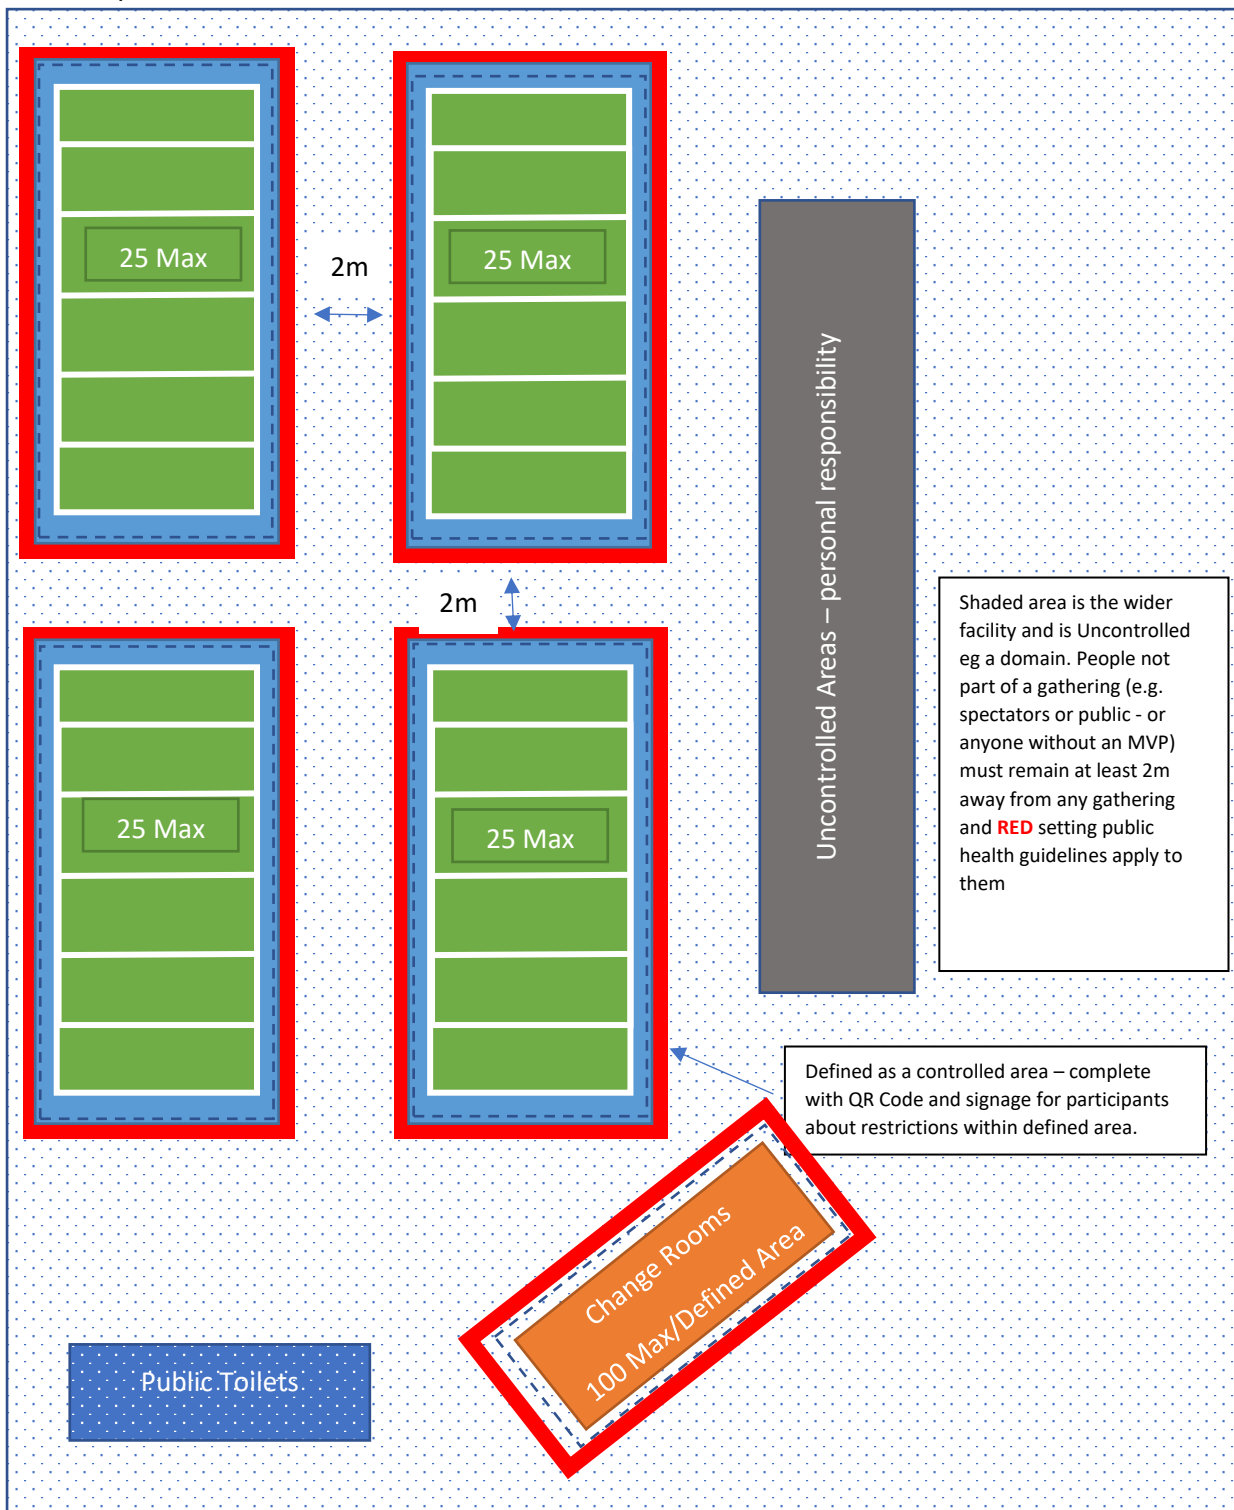 25 Max
25 Max
2m
2m
25 Max
25 Max
Uncontrolled Areas – personal responsibility
Shaded area is the wider
facility and is Uncontrolled
eg a domain. People not
part of a gathering (e.g.
spectators or public - or
anyone without an MVP)
must remain at least 2m
away from any gathering
and RED setting public
health guidelines apply to
them
Defined as a controlled area – complete
with QR Code and signage for participants
about restrictions within defined area.
Change Rooms
100 Max/Defined Area
Public Toilets